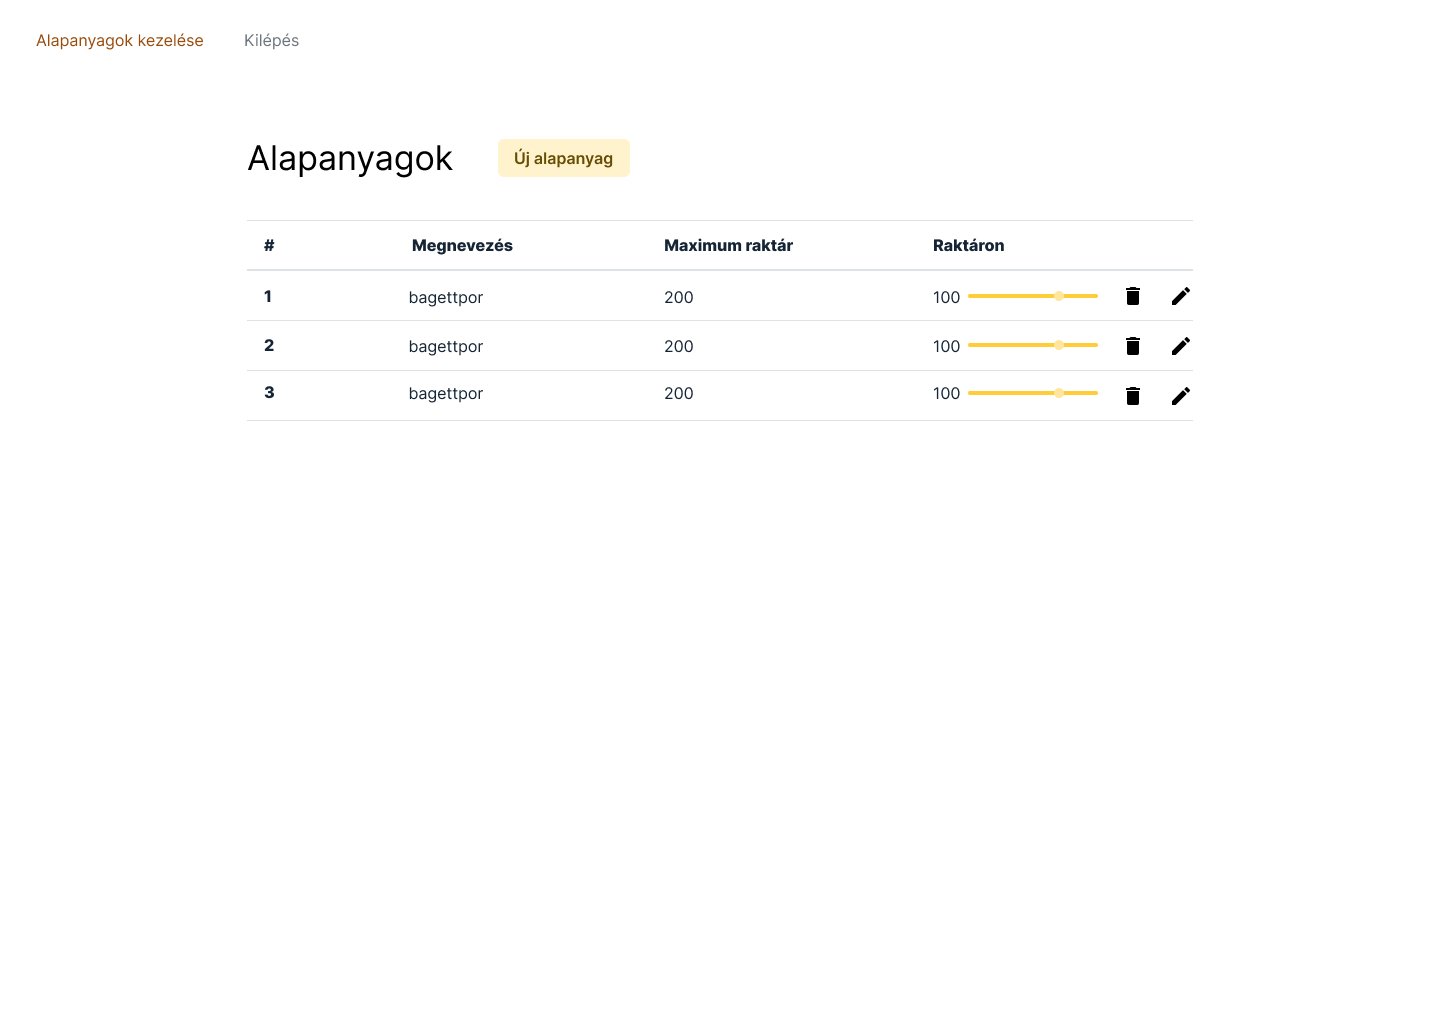 Alapanyagok kezelése Kilépés
Alapanyagok Új alapanyag
# Megnevezés Maximum raktár Raktáron
1 bagettpor 200 100
2 bagettpor 200 100
3 bagettpor 200 100